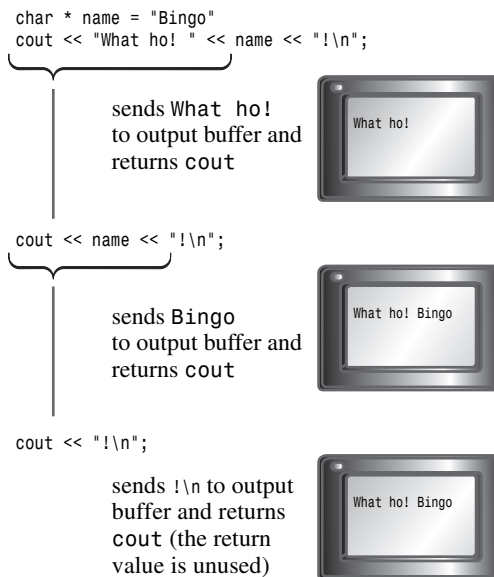 char * name = "Bingo"
cout << "What ho! " << name << "!\n";
sends What ho!
to output buffer and
returns cout
What ho!
cout << name << "!\n";
sends Bingo
to output buffer and
returns cout
What ho! Bingo
cout << "!\n";
sends !\n to output
buffer and returns
cout (the return
value is unused)
What ho! Bingo